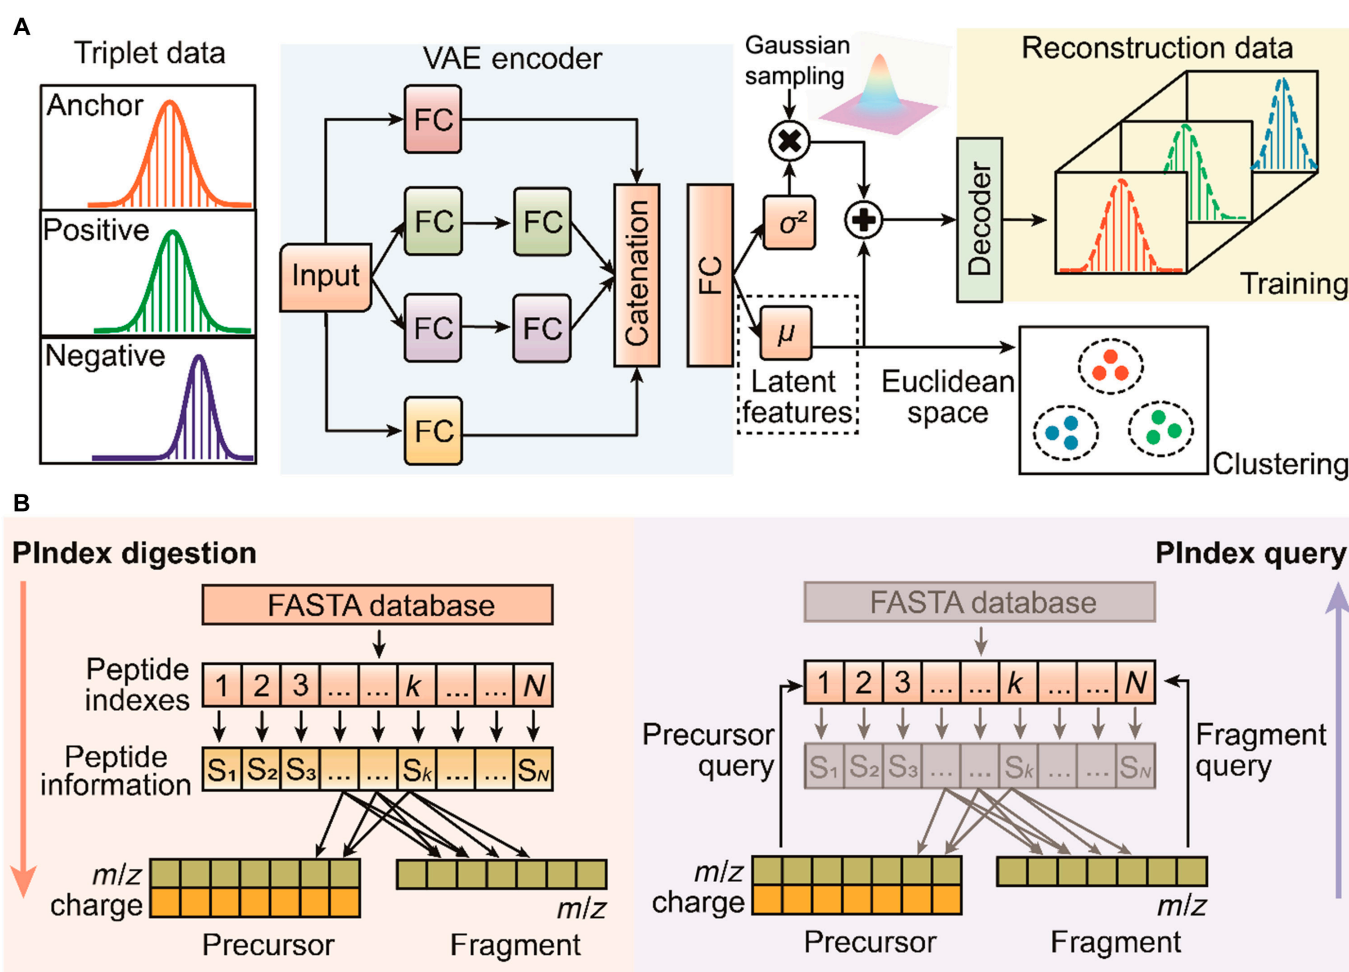 A
Triplet data
Anchor
Positive
Negative
VAE encoder
Input
FC
FC
FC
FC
FC
FC
Catenation
FC
Gaussian
sampling
σ²
μ
Latent
features
Decoder
Reconstruction data
Training
Euclidean
space
Clustering
B
PIndex digestion
FASTA database
Peptide
indexes
1 2 3 ... ... k ... ... N
Peptide
information
S₁ S₂ S₃ ... ... Sₖ ... ... S_N
m/z
charge
Precursor
m/z
Fragment
PIndex query
FASTA database
1 2 3 ... ... k ... ... N
Precursor
query
S₁ S₂ S₃ ... ... Sₖ ... ... S_N
Fragment
query
m/z
charge
Precursor
m/z
Fragment